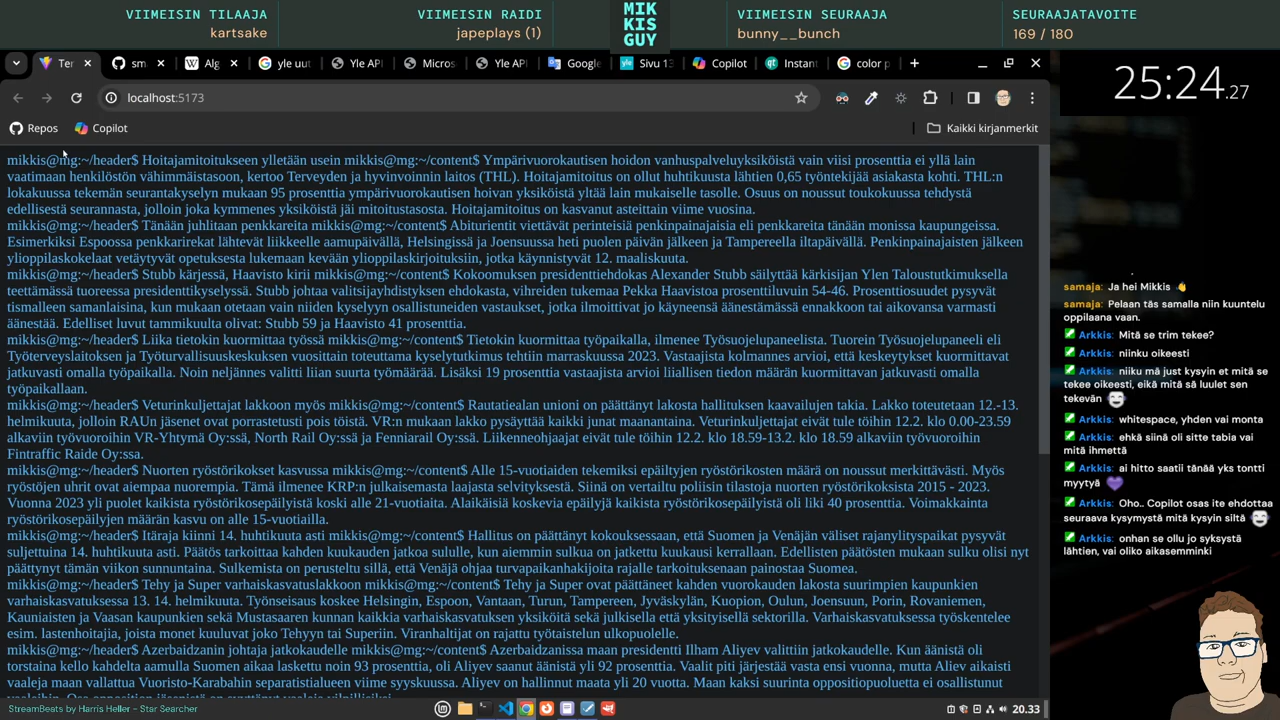 VIIMEISIN TILAAJA
kartsake
VIIMEISIN RAIDI
japeplays (1)
MIK
KIS
GUY
VIIMEISIN SEURAAJA
bunny__bunch
SEURAAJATAVOITE
169 / 180
Ter
sm
Alg
yle uut
Yle API
Micros
Yle API
Google
yle
Sivu 13
Copilot
qt
Instant
color p
25:24.27
localhost:5173
Repos
Copilot
Kaikki kirjanmerkit
mikkis@mg:~/header$ Hoitajamitoitukseen ylletään usein mikkis@mg:~/content$ Ympärivuorokautisen hoidon vanhuspalveluyksiköistä vain viisi prosenttia ei yllä lain
vaatimaan henkilöstön vähimmäistasoon, kertoo Terveyden ja hyvinvoinnin laitos (THL). Hoitajamitoitus on ollut huhtikuusta lähtien 0,65 työntekijää asiakasta kohti. THL:n
lokakuussa tekemän seurantakyselyn mukaan 95 prosenttia ympärivuorokautisen hoivan yksiköistä yltää lain mukaiselle tasolle. Osuus on noussut toukokuussa tehdystä
edellisestä seurannasta, jolloin joka kymmenes yksiköistä jäi mitoitustasosta. Hoitajamitoitus on kasvanut asteittain viime vuosina.
mikkis@mg:~/header$ Tänään juhlitaan penkkareita mikkis@mg:~/content$ Abiturientit viettävät perinteisiä penkinpainajaisia eli penkkareita tänään monissa kaupungeissa.
Esimerkiksi Espoossa penkkarirekat lähtevät liikkeelle aamupäivällä, Helsingissä ja Joensuussa heti puolen päivän jälkeen ja Tampereella iltapäivällä. Penkinpainajaisten jälkeen
ylioppilaskokelaat vetäytyvät opetuksesta lukemaan kevään ylioppilaskirjoituksiin, jotka käynnistyvät 12. maaliskuuta.
mikkis@mg:~/header$ Stubb kärjessä, Haavisto kirii mikkis@mg:~/content$ Kokoomuksen presidenttiehdokas Alexander Stubb säilyttää kärkisijan Ylen Taloustutkimuksella
teettämässä tuoreessa presidenttikyselyssä. Stubb johtaa valitsijayhdistyksen ehdokasta, vihreiden tukemaa Pekka Haavistoa prosenttiluvuin 54-46. Prosenttiosuudet pysyvät
tismalleen samanlaisina, kun mukaan otetaan vain niiden kyselyyn osallistuneiden vastaukset, jotka ilmoittivat jo käyneensä äänestämässä ennakkoon tai aikovansa varmasti
äänestää. Edelliset luvut tammikuulta olivat: Stubb 59 ja Haavisto 41 prosenttia.
mikkis@mg:~/header$ Liika tietokin kuormittaa työssä mikkis@mg:~/content$ Tietokin kuormittaa työpaikalla, ilmenee Työsuojelupaneelista. Tuorein Työsuojelupaneeli eli
Työterveyslaitoksen ja Työturvallisuuskeskuksen vuosittain toteuttama kyselytutkimus tehtiin marraskuussa 2023. Vastaajista kolmannes arvioi, että keskeytykset kuormittavat
jatkuvasti omalla työpaikalla. Noin neljännes valitti liian suurta työmäärää. Lisäksi 19 prosenttia vastaajista arvioi liiallisen tiedon määrän kuormittavan jatkuvasti omalla
työpaikallaan.
mikkis@mg:~/header$ Veturinkuljettajat lakkoon myös mikkis@mg:~/content$ Rautatiealan unioni on päättänyt lakosta hallituksen kaavailujen takia. Lakko toteutetaan 12.-13.
helmikuuta, jolloin RAUn jäsenet ovat porrastetusti pois töistä. VR:n mukaan lakko pysäyttää kaikki junat maanantaina. Veturinkuljettajat eivät tule töihin 12.2. klo 0.00-23.59
alkaviin työvuoroihin VR-Yhtymä Oy:ssä, North Rail Oy:ssä ja Fenniarail Oy:ssä. Liikenneohjaajat eivät tule töihin 12.2. klo 18.59-13.2. klo 18.59 alkaviin työvuoroihin
Fintraffic Raide Oy:ssa.
mikkis@mg:~/header$ Nuorten ryöstörikokset kasvussa mikkis@mg:~/content$ Alle 15-vuotiaiden tekemiksi epäiltyjen ryöstörikosten määrä on noussut merkittävästi. Myös
ryöstöjen uhrit ovat aiempaa nuorempia. Tämä ilmenee KRP:n julkaisemasta laajasta selvityksestä. Siinä on vertailtu poliisin tilastoja nuorten ryöstörikoksista 2015 - 2023.
Vuonna 2023 yli puolet kaikista ryöstörikosepäilyistä koski alle 21-vuotiaita. Alaikäisiä koskevia epäilyjä kaikista ryöstörikosepäilyistä oli liki 40 prosenttia. Voimakkainta
ryöstörikosepäilyjen määrän kasvu on alle 15-vuotiailla.
mikkis@mg:~/header$ Itäraja kiinni 14. huhtikuuta asti mikkis@mg:~/content$ Hallitus on päättänyt kokouksessaan, että Suomen ja Venäjän väliset rajanylityspaikat pysyvät
suljettuina 14. huhtikuuta asti. Päätös tarkoittaa kahden kuukauden jatkoa sululle, kun aiemmin sulkua on jatkettu kuukausi kerrallaan. Edellisten päätösten mukaan sulku olisi nyt
päättynyt tämän viikon sunnuntaina. Sulkemista on perusteltu sillä, että Venäjä ohjaa turvapaikanhakijoita rajalle tarkoituksenaan painostaa Suomea.
mikkis@mg:~/header$ Tehy ja Super varhaiskasvatuslakkoon mikkis@mg:~/content$ Tehy ja Super ovat päättäneet kahden vuorokauden lakosta suurimpien kaupunkien
varhaiskasvatuksessa 13. 14. helmikuuta. Työnseisaus koskee Helsingin, Espoon, Vantaan, Turun, Tampereen, Jyväskylän, Kuopion, Oulun, Joensuun, Porin, Rovaniemen,
Kauniaisten ja Vaasan kaupunkien sekä Mustasaaren kunnan kaikkia varhaiskasvatuksen yksiköitä sekä julkisella että yksityisellä sektorilla. Varhaiskasvatuksessa työskentelee
esim. lastenhoitajia, joista monet kuuluvat joko Tehyyn tai Superiin. Viranhaltijat on rajattu työtaistelun ulkopuolelle.
mikkis@mg:~/header$ Azerbaidzanin johtaja jatkokaudelle mikkis@mg:~/content$ Azerbaidzanissa maan presidentti Ilham Aliyev valittiin jatkokaudelle. Kun äänistä oli
torstaina kello kahdelta aamulla Suomen aikaa laskettu noin 93 prosenttia, oli Aliyev saanut äänistä yli 92 prosenttia. Vaalit piti järjestää vasta ensi vuonna, mutta Aliev aikaisti
vaaleja maan vallattua Vuoristo-Karabahin separatistialueen viime syyskuussa. Aliyev on hallinnut maata yli 20 vuotta. Maan kaksi suurinta oppositiopuoluetta ei osallistunut
samaja: Ja hei Mikkis
samaja: Pelaan täs samalla niin kuuntelu
oppilaana vaan.
Arkkis: Mitä se trim tekee?
Arkkis: niinku oikeesti
Arkkis: niiku mä just kysyin et mitä se
tekee oikeesti, eikä mitä sä luulet sen
tekevän
Arkkis: whitespace, yhden vai monta
Arkkis: ehkä siinä oli sitte tabia vai
mitä ihmettä
Arkkis: ai hitto saatii tänää yks tontti
myytyä
Arkkis: Oho.. Copilot osas ite ehdottaa
seuraava kysymystä mitä kysyin siltä
Arkkis: onhan se ollu jo syksystä
lähtien, vai oliko aikasemminki
StreamBeats by Harris Heller - Star Searcher
20.33